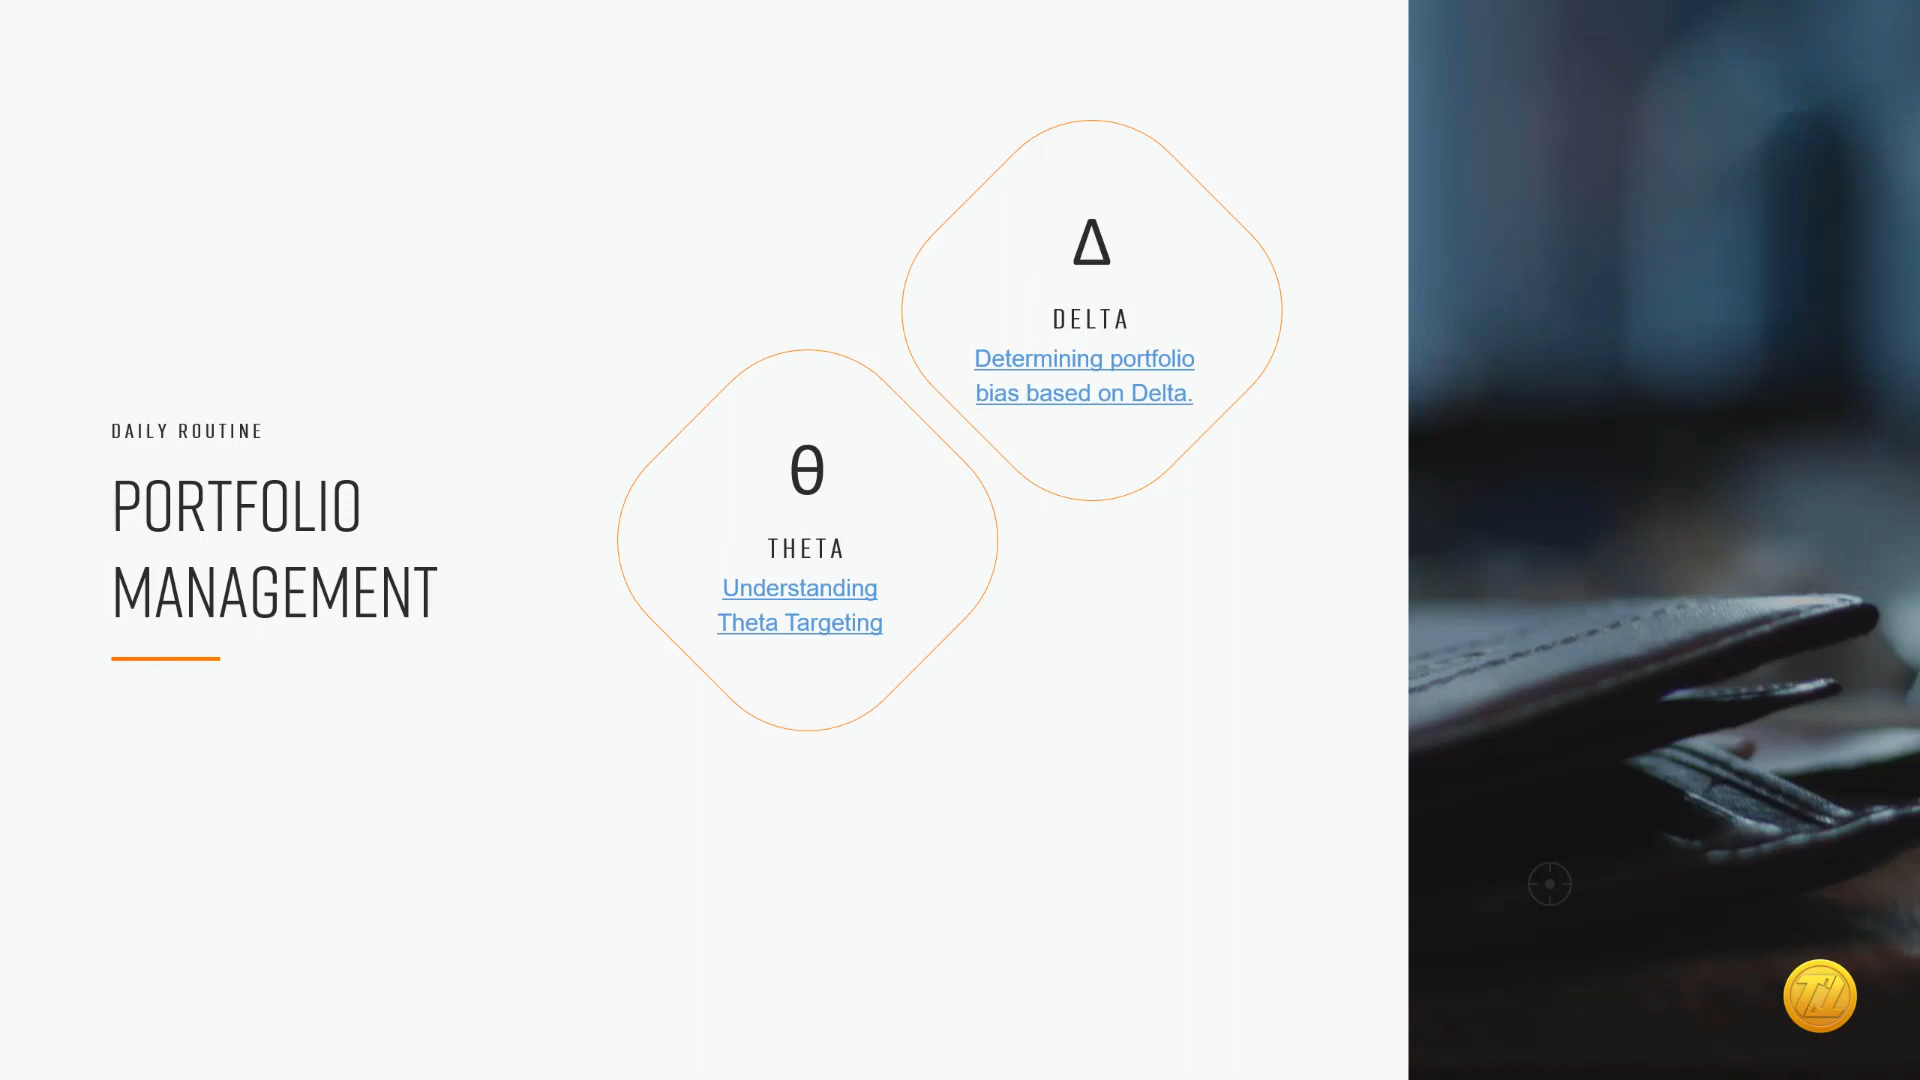 DAILY ROUTINE
PORTFOLIO
MANAGEMENT
θ
THETA
Understanding
Theta Targeting
Δ
DELTA
Determining portfolio
bias based on Delta.